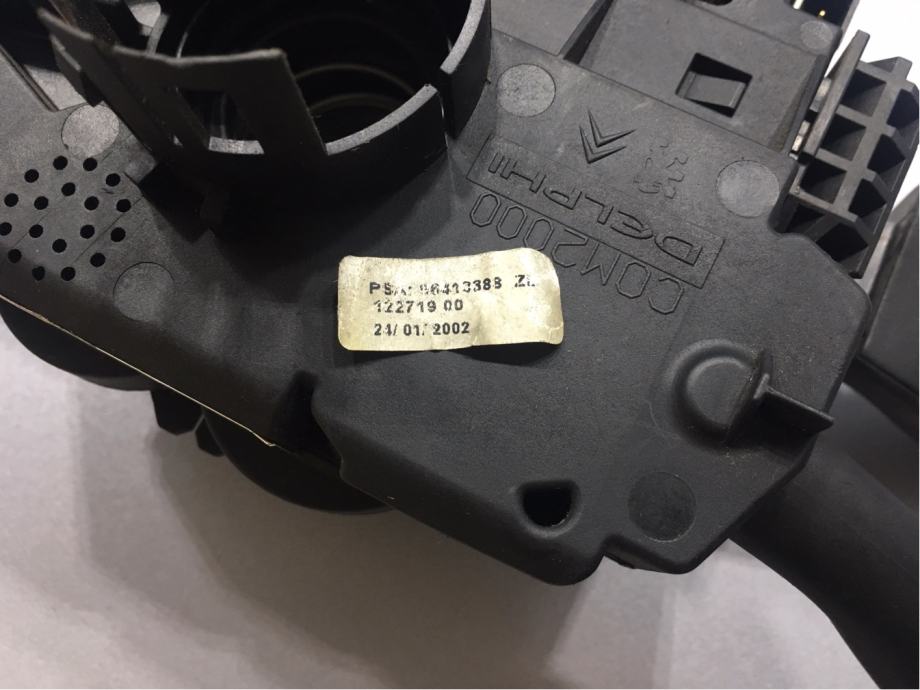 DELPHI
COM2000
PSA: 96413388 ZL
122719 00
24/01/2002